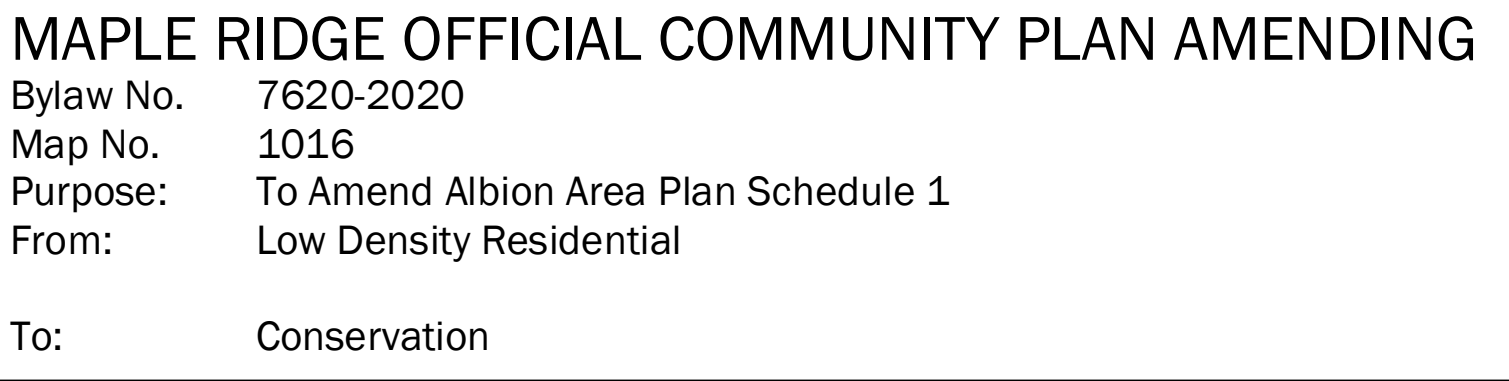 MAPLE RIDGE OFFICIAL COMMUNITY PLAN AMENDING
Bylaw No. 7620-2020
Map No. 1016
Purpose: To Amend Albion Area Plan Schedule 1
From: Low Density Residential
To: Conservation